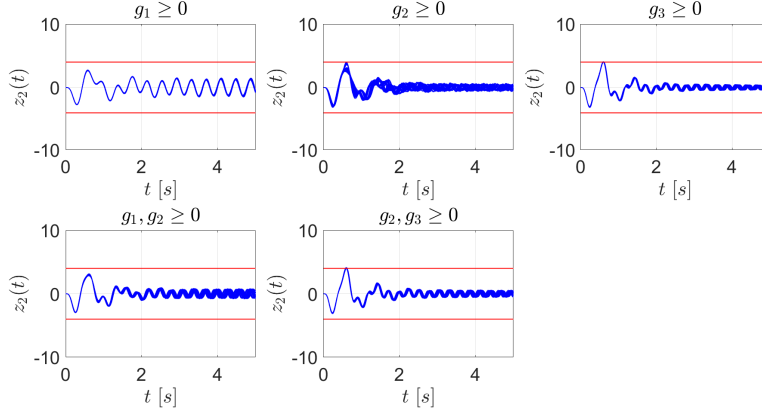 g₁ ≥ 0
10
0
-10
z₂(t)
0 2 4
t [s]
g₂ ≥ 0
10
0
-10
z₂(t)
0 2 4
t [s]
g₃ ≥ 0
10
0
-10
z₂(t)
0 2 4
t [s]
g₁, g₂ ≥ 0
10
0
-10
z₂(t)
0 2 4
t [s]
g₂, g₃ ≥ 0
10
0
-10
z₂(t)
0 2 4
t [s]